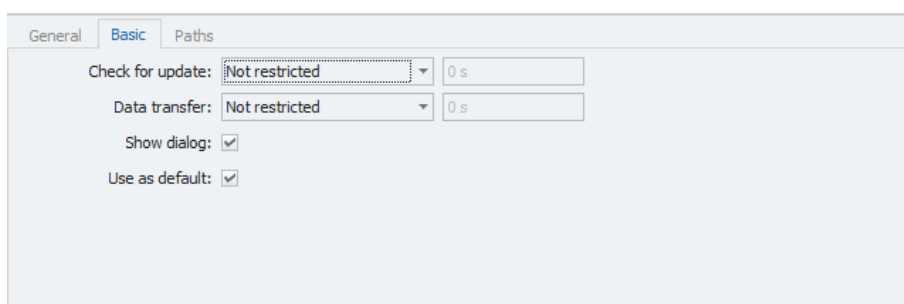 General Basic Paths
Check for update: Not restricted 0 s
Data transfer: Not restricted 0 s
Show dialog:
Use as default: